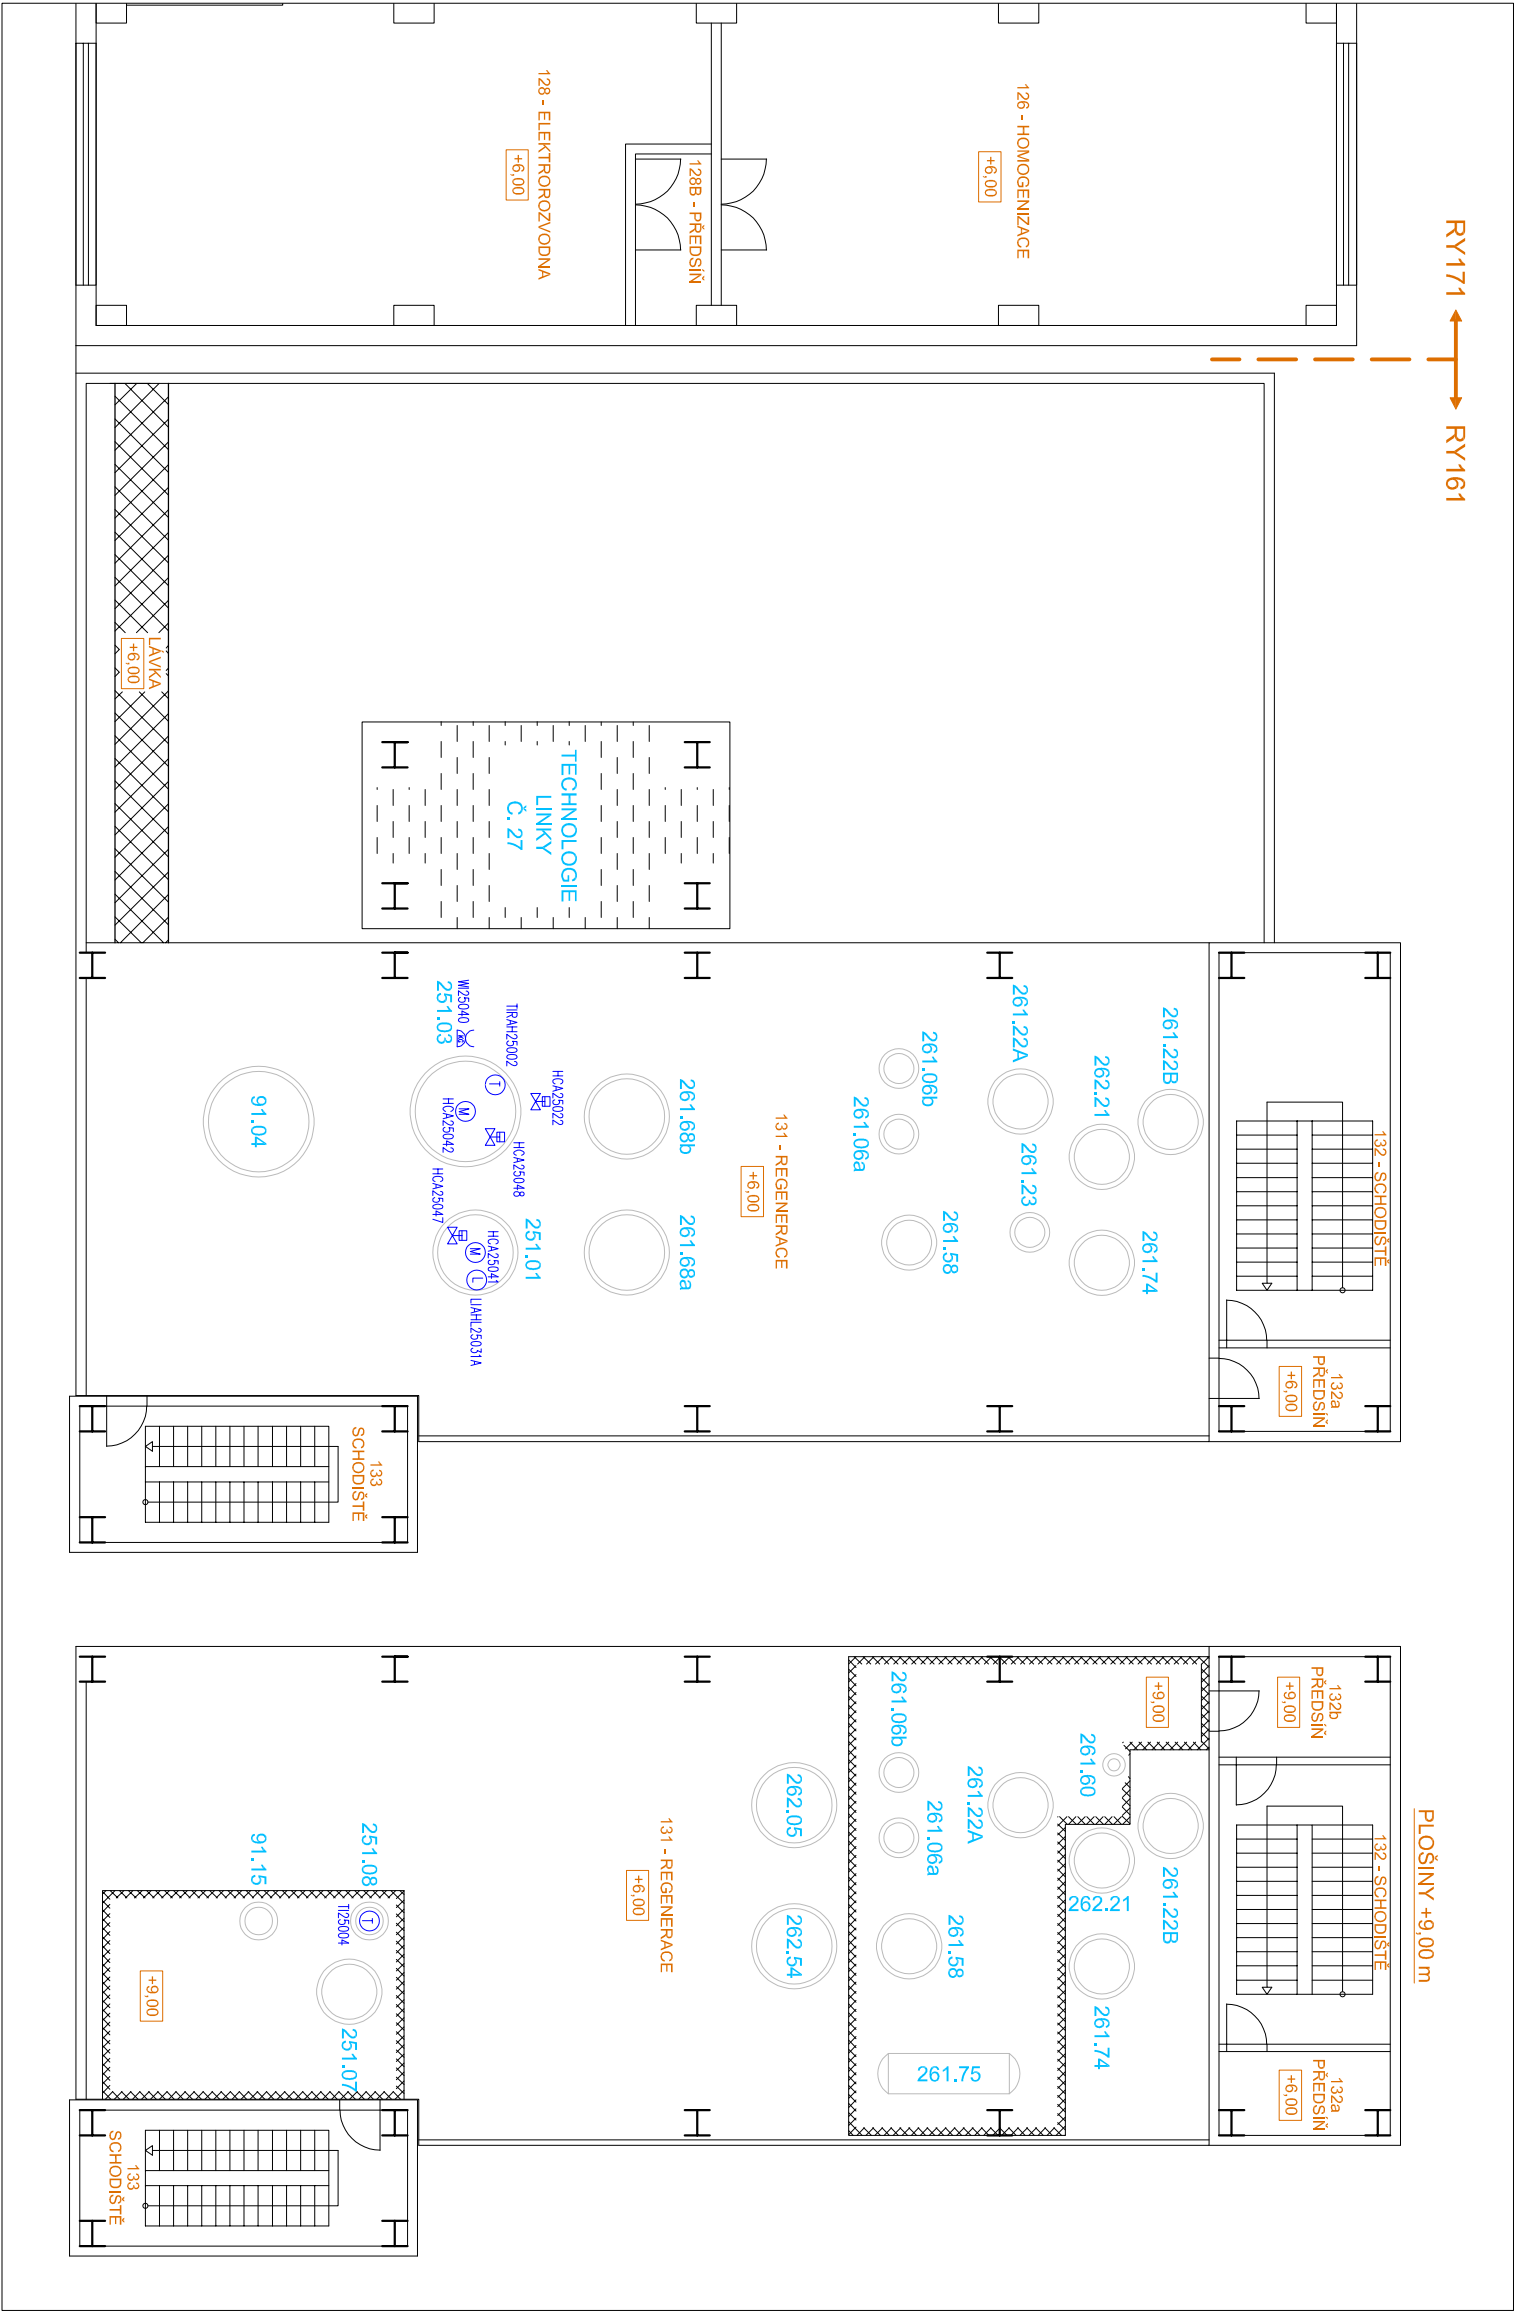 RY171
RY161
126 - HOMOGENIZACE
+6,00
128B - PŘEDSÍŇ
128 - ELEKTROROZVODNA
+6,00
LÁVKA
+6,00
TECHNOLOGIE
LINKY
Č. 27
132 - SCHODIŠTĚ
132a
PŘEDSÍŇ
+6,00
261.22B
262.21
261.74
261.22A
261.23
261.06b
261.06a
261.58
131 - REGENERACE
+6,00
261.68b
261.68a
HCA25022
TIRAH25002
T
WI25040
KG
251.03
M
HCA25042
HCA25048
251.01
HCA25047
HCA25041
M
L
LIAHL25031A
91.04
133
SCHODIŠTĚ
PLOŠINY +9,00 m
132b
PŘEDSÍŇ
+9,00
132 - SCHODIŠTĚ
132a
PŘEDSÍŇ
+6,00
+9,00
261.60
261.22B
262.21
261.74
261.22A
261.06b
261.06a
261.58
261.75
262.05
262.54
131 - REGENERACE
+6,00
251.08
T
TI25004
91.15
251.07
+9,00
133
SCHODIŠTĚ